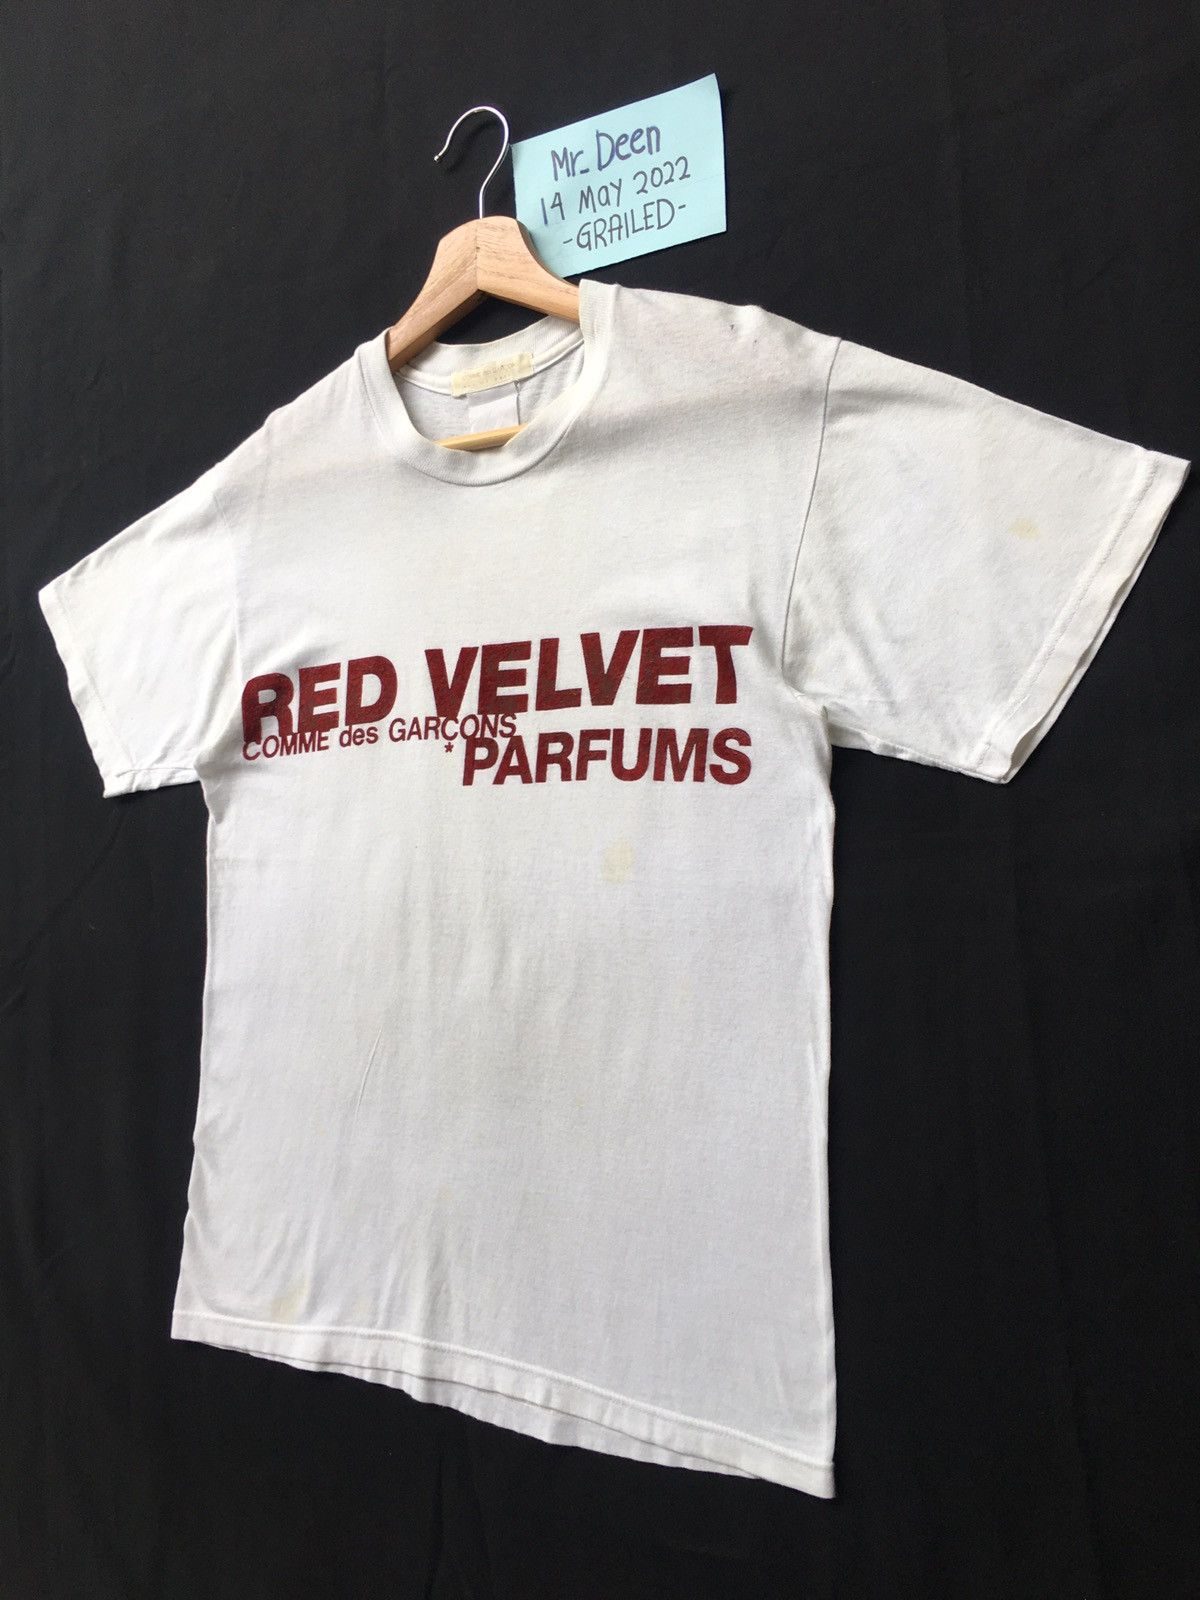 Mr. Deen
14 May 2022
-GRAILED-
RED VELVET
COMME des GARÇONS
* PARFUMS